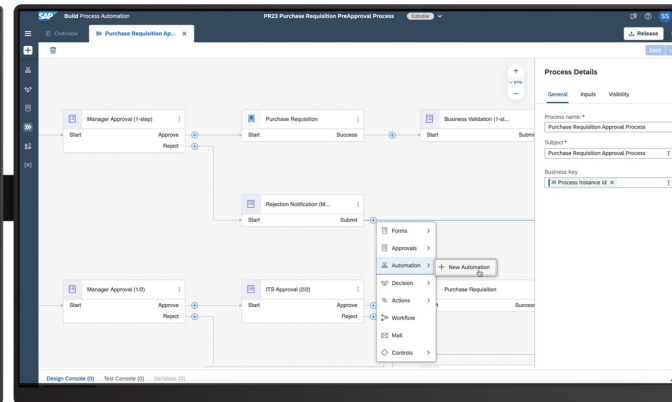 SAP Build Process Automation
PR23 Purchase Requisition PreApproval Process Editable
SS
Overview
Purchase Requisition Ap... ×
Release
Save
+
- 97%
−
Process Details
General Inputs Visibility
Process name: *
Purchase Requisition Approval Process
Subject*
Purchase Requisition Approval Process T
Business Key
Process Instance Id × T
Manager Approval (1-step)
Start Approve
Reject
Purchase Requisition
Start Success
Business Validation (1-st...
Start Submi
Rejection Notification (M...
Start Submit
Forms >
Approvals >
Automation >
+ New Automation
Decision >
Actions >
Workflow
Mail
Controls >
Manager Approval (1/2)
Start Approve
Reject
ITS Approval (2/2)
Start Approve
Reject
Purchase Requisition
Success
Design Console (0) Test Console (0) Variables (0)